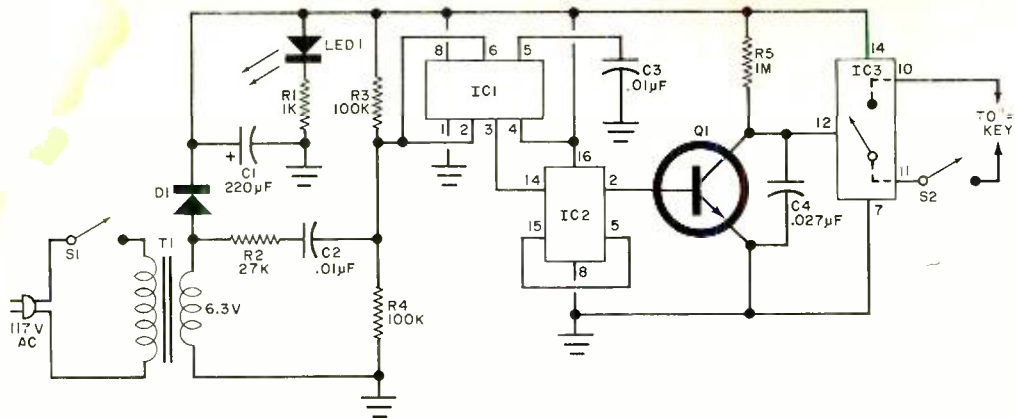 LED1
R1
1K
R3
100K
+
C1
220µF
D1
S1
T1
6.3V
117V
AC
R2
27K
C2
.01µF
R4
100K
8
6
5
IC1
1
2
3
4
C3
.01µF
16
14
2
IC2
15
5
8
Q1
R5
1M
C4
.027µF
14
IC3
10
12
11
7
S2
TO "=
KEY